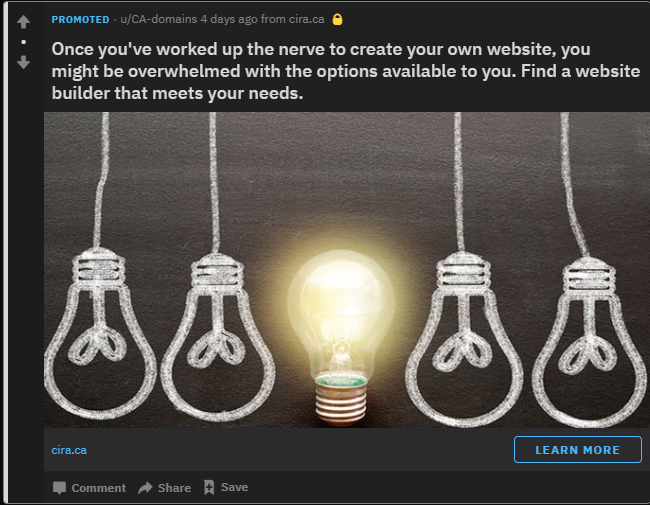 PROMOTED · u/CA-domains 4 days ago from cira.ca
Once you've worked up the nerve to create your own website, you
might be overwhelmed with the options available to you. Find a website
builder that meets your needs.
cira.ca
LEARN MORE
Comment Share Save